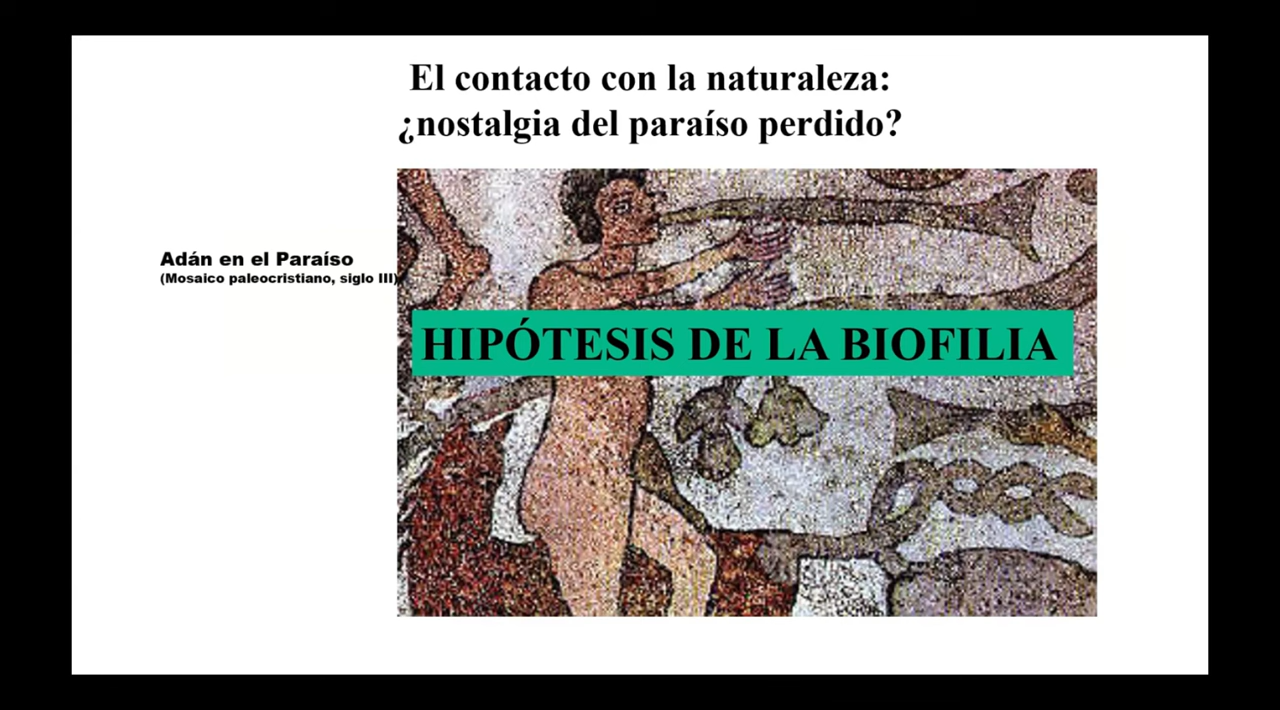 El contacto con la naturaleza:
¿nostalgia del paraíso perdido?
Adán en el Paraíso
(Mosaico paleocristiano, siglo III)
HIPÓTESIS DE LA BIOFILIA